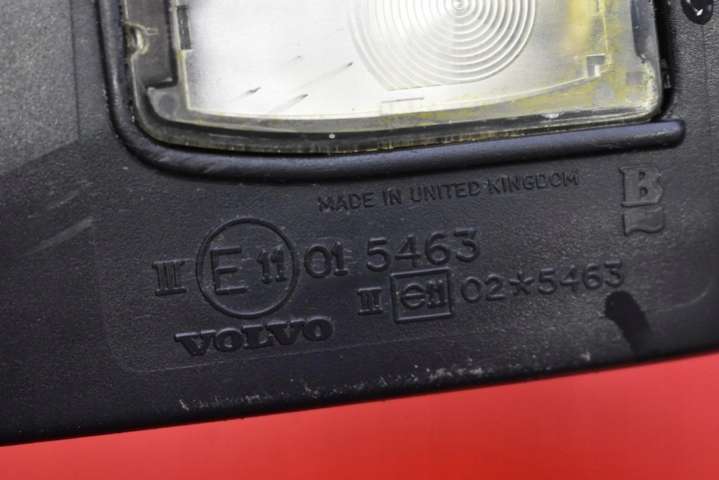 MADE IN UNITED KINGDOM
B
II E 11 01 5463
II e11 02*5463
VOLVO